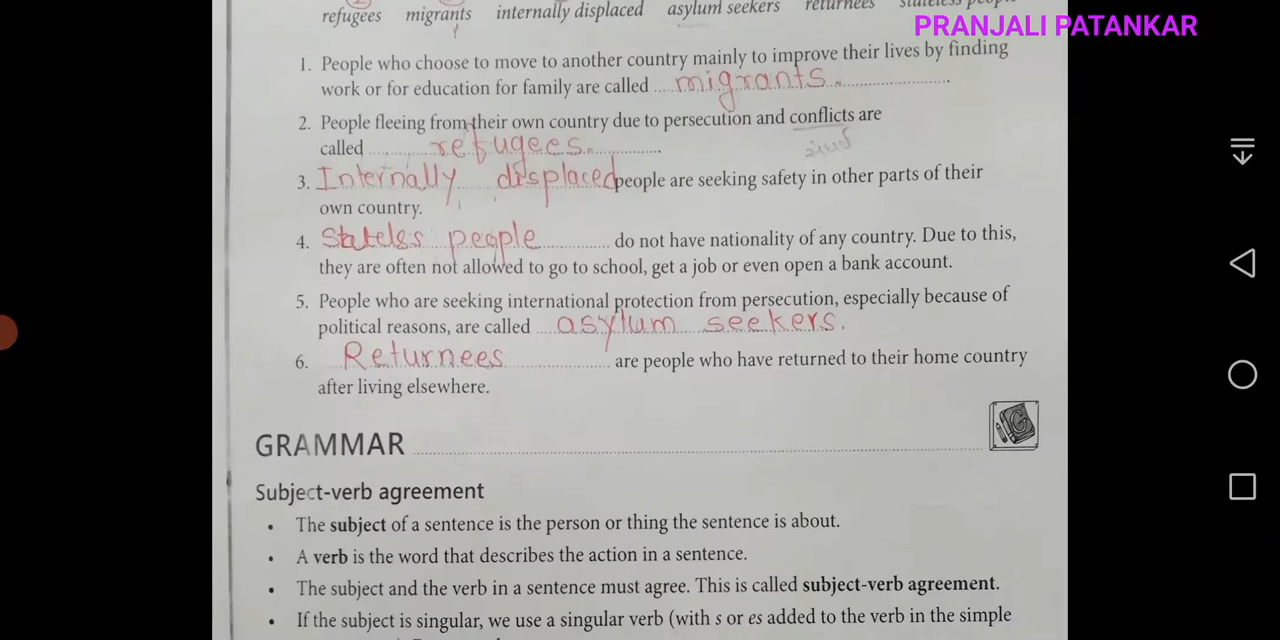 refugees migrants internally displaced asylum seekers returnees stateless people
PRANJALI PATANKAR
1. People who choose to move to another country mainly to improve their lives by finding
work or for education for family are called migrants.
2. People fleeing from their own country due to persecution and conflicts are
called refugees.
3. Internally displaced people are seeking safety in other parts of their
own country.
4. Stateless people do not have nationality of any country. Due to this,
they are often not allowed to go to school, get a job or even open a bank account.
5. People who are seeking international protection from persecution, especially because of
political reasons, are called asylum seekers.
6. Returnees are people who have returned to their home country
after living elsewhere.
GRAMMAR
G
Subject-verb agreement
• The subject of a sentence is the person or thing the sentence is about.
• A verb is the word that describes the action in a sentence.
• The subject and the verb in a sentence must agree. This is called subject-verb agreement.
• If the subject is singular, we use a singular verb (with s or es added to the verb in the simple